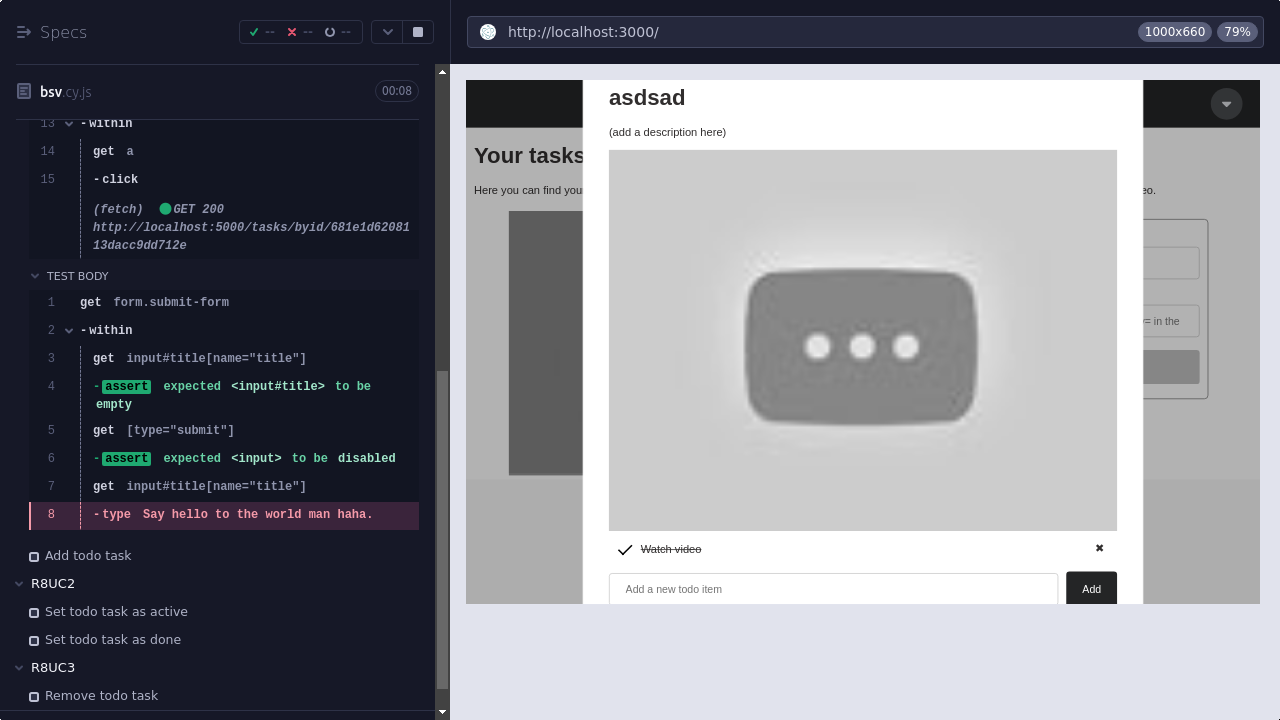 Specs
--
--
--
bsv.cy.js
00:08
13 -within
14 get a
15 -click
(fetch) GET 200
http://localhost:5000/tasks/byid/681e1d62081
13dacc9dd712e
TEST BODY
1 get form.submit-form
2 -within
3 get input#title[name="title"]
4 -assert expected <input#title> to be
empty
5 get [type="submit"]
6 -assert expected <input> to be disabled
7 get input#title[name="title"]
8 -type Say hello to the world man haha.
Add todo task
R8UC2
Set todo task as active
Set todo task as done
R8UC3
Remove todo task
http://localhost:3000/
1000x660
79%
Your tasks
Here you can find you
eo.
= in the
asdsad
(add a description here)
Watch video
✖
Add a new todo item
Add